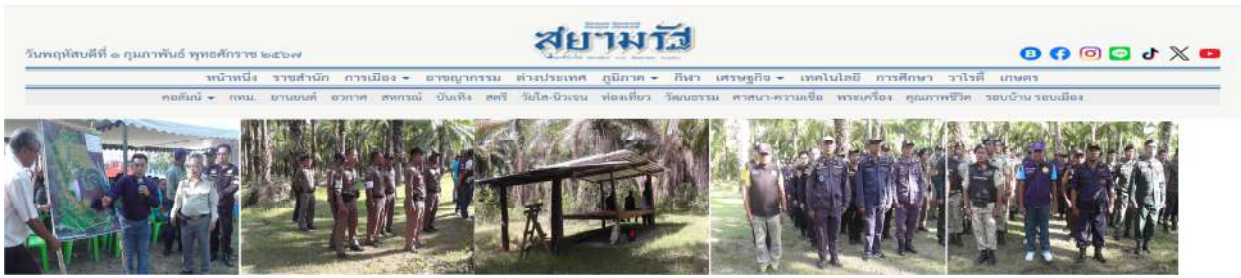 สยามรัฐ
วันพฤหัสบดีที่ ๑ กุมภาพันธ์ พุทธศักราช ๒๕๖๗
หน้าหนึ่ง ราชสำนัก การเมือง อาชญากรรม ต่างประเทศ ภูมิภาค กีฬา เศรษฐกิจ เทคโนโลยี การศึกษา วาไรตี้ เกษตร
คอลัมน์ กทม. ยานยนต์ อวกาศ สหกรณ์ บันเทิง สตรี วัยใส-นิวเจน ท่องเที่ยว วัฒนธรรม ศาสนา-ความเชื่อ พระเครื่อง คุณภาพชีวิต รอบบ้าน รอบเมือง